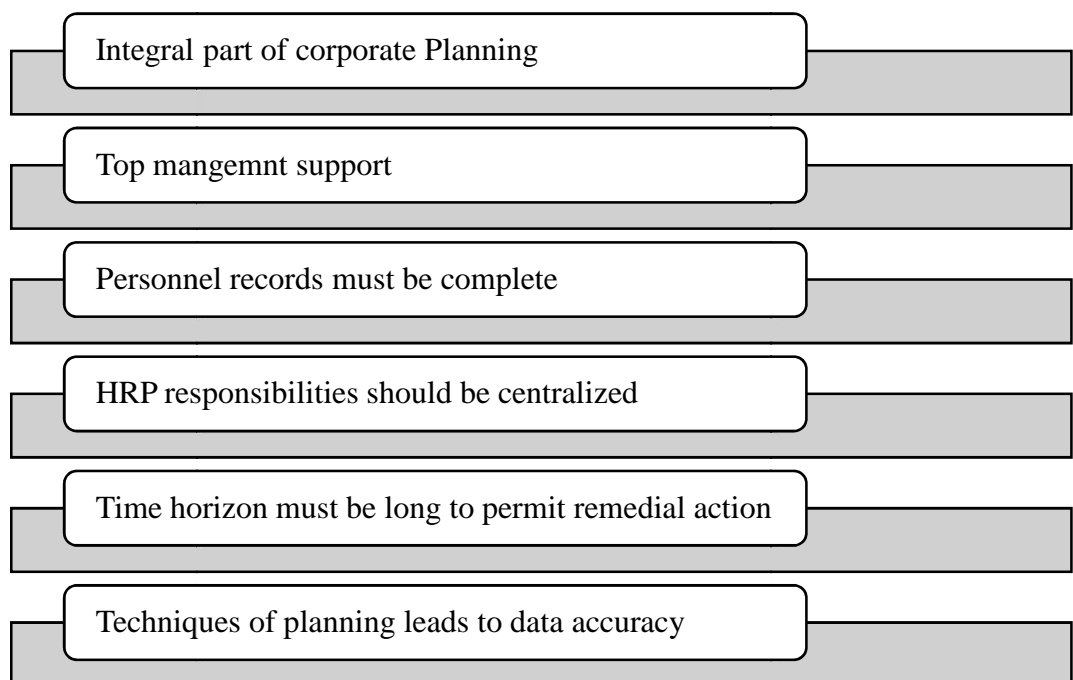 Integral part of corporate Planning
Top mangemnt support
Personnel records must be complete
HRP responsibilities should be centralized
Time horizon must be long to permit remedial action
Techniques of planning leads to data accuracy